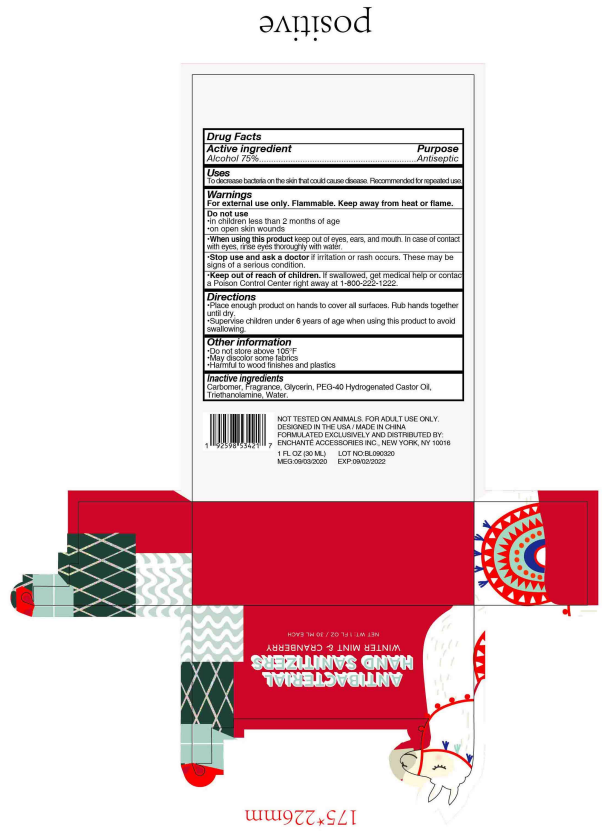 positive
Drug Facts
Active ingredient Purpose
Alcohol 75%......................................................................Antiseptic
Uses
To decrease bacteria on the skin that could cause disease. Recommended for repeated use.
Warnings
For external use only. Flammable. Keep away from heat or flame.
Do not use
•in children less than 2 months of age
•on open skin wounds
•When using this product keep out of eyes, ears, and mouth. In case of contact
with eyes, rinse eyes thoroughly with water.
•Stop use and ask a doctor if irritation or rash occurs. These may be
signs of a serious condition.
•Keep out of reach of children. If swallowed, get medical help or contac
a Poison Control Center right away at 1-800-222-1222.
Directions
•Place enough product on hands to cover all surfaces. Rub hands together
until dry.
•Supervise children under 6 years of age when using this product to avoid
swallowing.
Other information
•Do not store above 105°F
•May discolor some fabrics
•Harmful to wood finishes and plastics
Inactive ingredients
Carbomer, Fragrance, Glycerin, PEG-40 Hydrogenated Castor Oil,
Triethanolamine, Water.
1 92598 53421 7
NOT TESTED ON ANIMALS. FOR ADULT USE ONLY.
DESIGNED IN THE USA / MADE IN CHINA
FORMULATED EXCLUSIVELY AND DISTRIBUTED BY:
ENCHANTÉ ACCESSORIES INC., NEW YORK, NY 10016
1 FL OZ (30 ML) LOT NO:BL090320
MEG:09/03/2020 EXP:09/02/2022
ANTIBACTERIAL
HAND SANITIZERS
WINTER MINT & CRANBERRY
NET WT: 1 FL OZ / 30 ML EACH
175*226mm